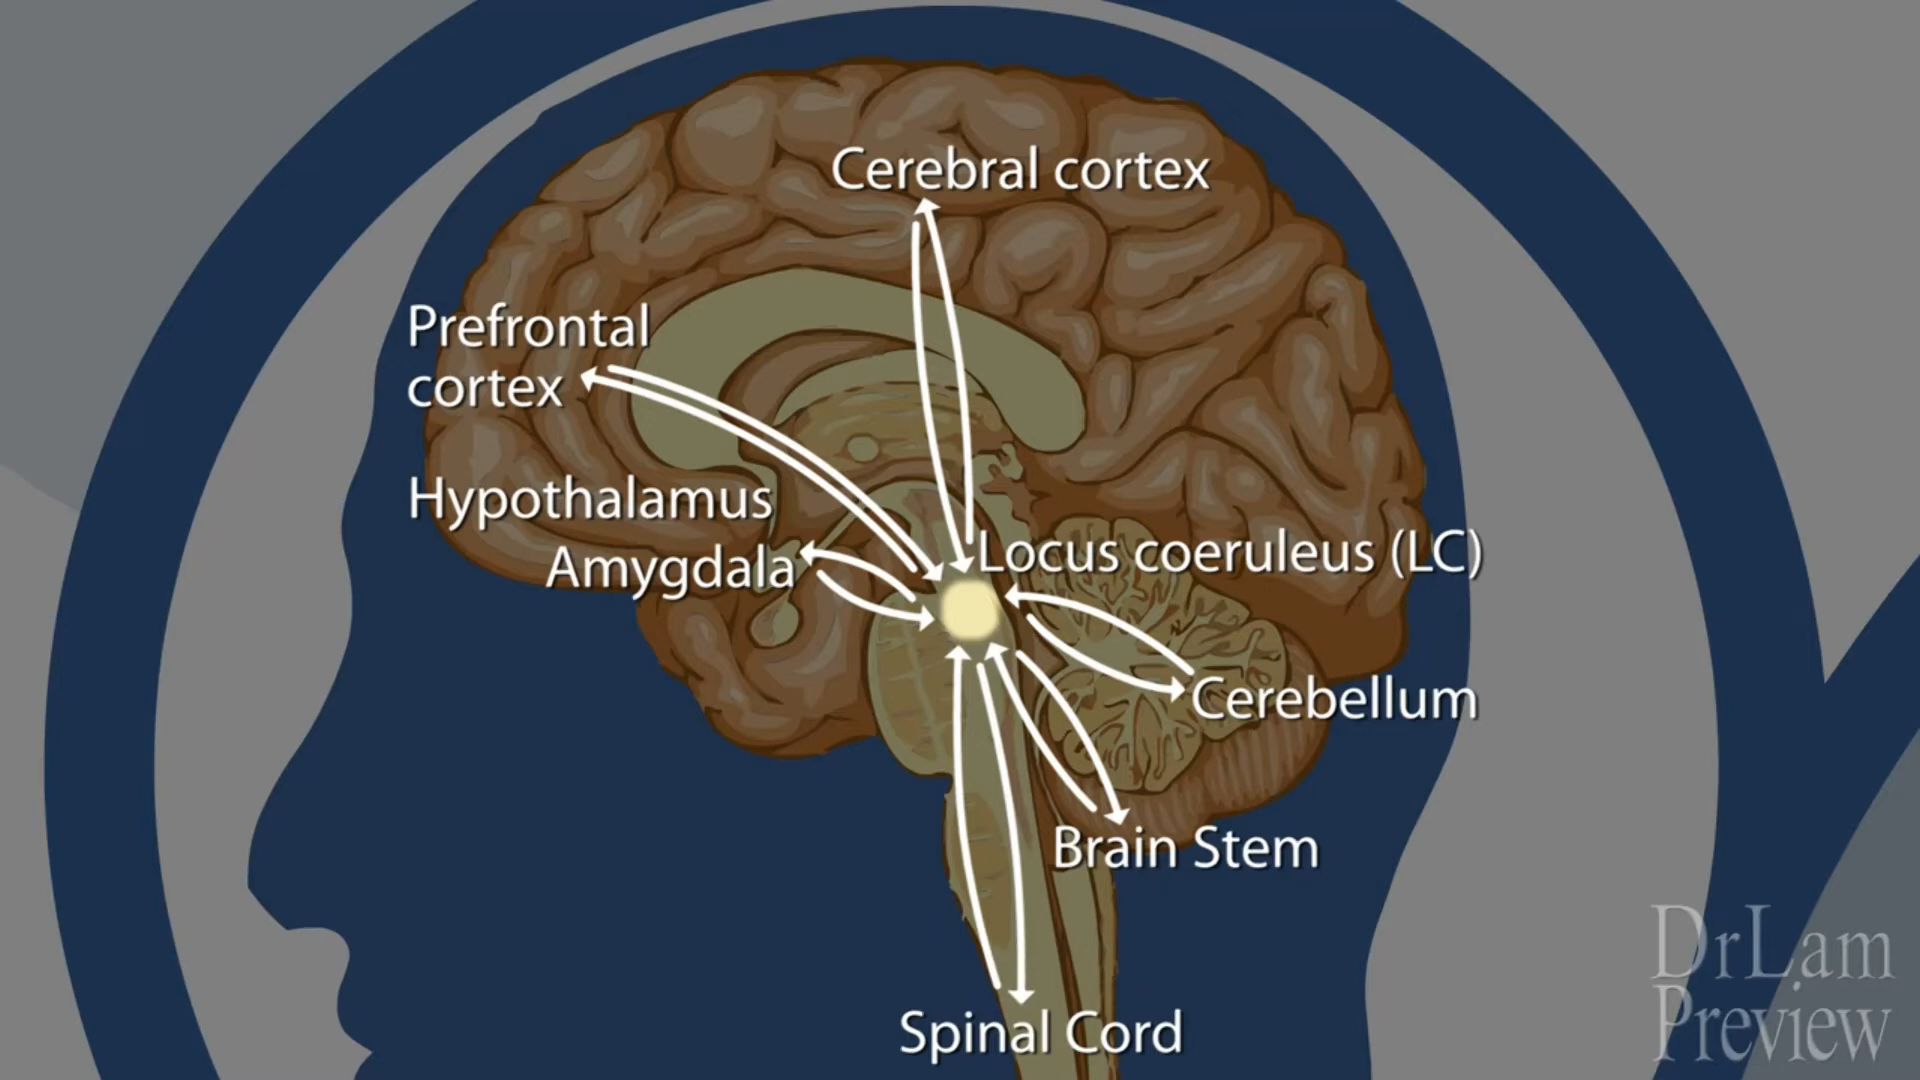 Cerebral cortex
Prefrontal
cortex
Hypothalamus
Amygdala
Locus coeruleus (LC)
Cerebellum
Brain Stem
Spinal Cord
DrLam
Preview